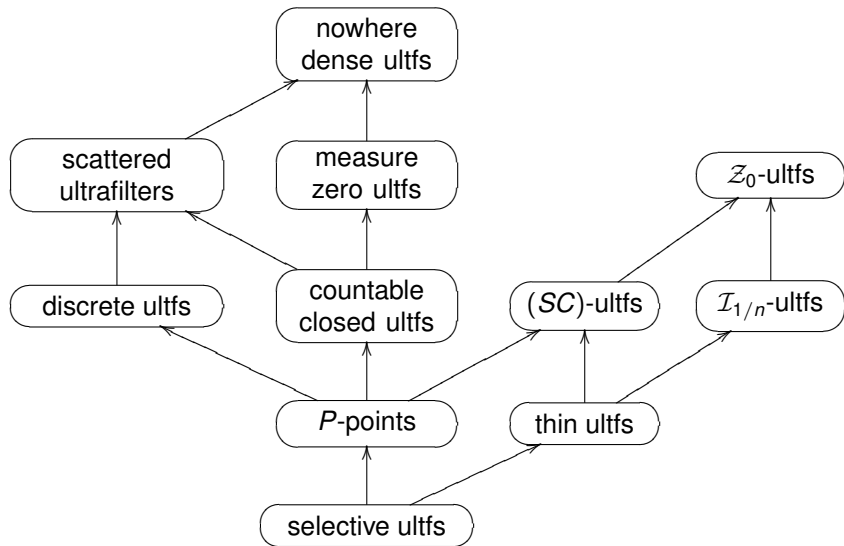 nowhere
dense ultfs
scattered
ultrafilters
measure
zero ultfs
𝒵₀-ultfs
discrete ultfs
countable
closed ultfs
(SC)-ultfs
ℐ₁/ₙ-ultfs
P-points
thin ultfs
selective ultfs